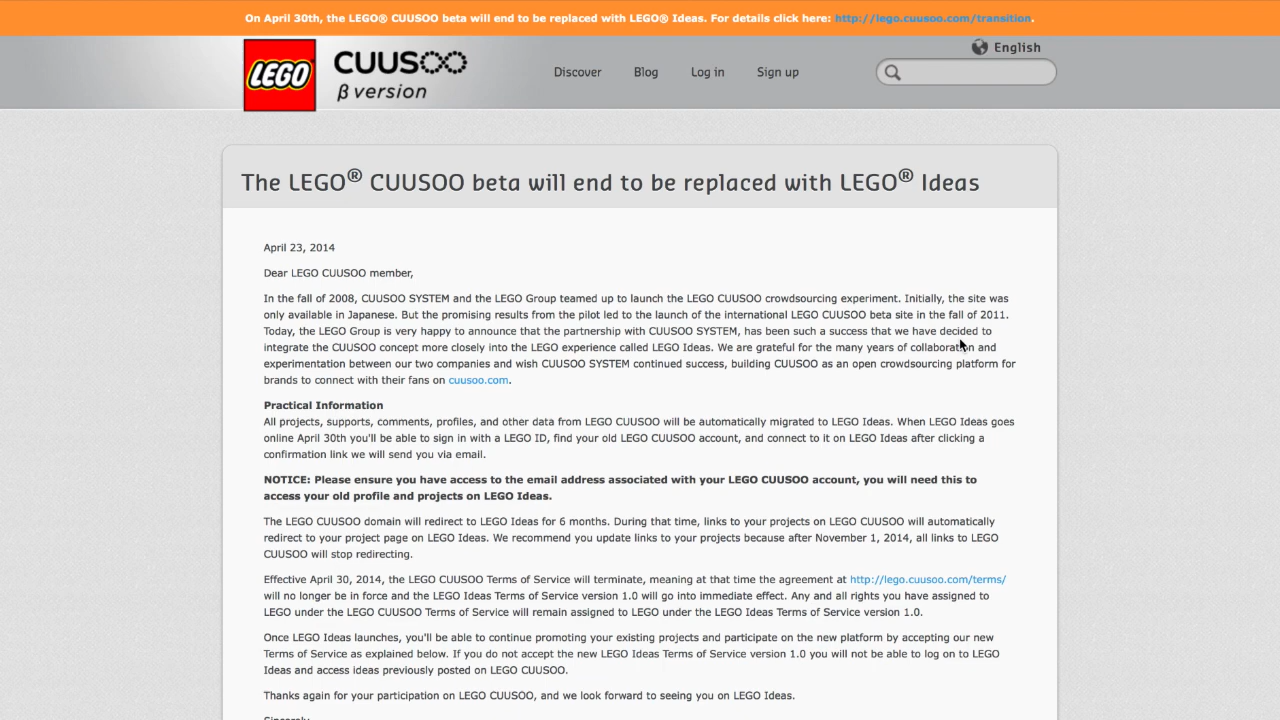 On April 30th, the LEGO® CUUSOO beta will end to be replaced with LEGO® Ideas. For details click here: http://lego.cuusoo.com/transition.
English
LEGO
CUUSOO
β version
Discover
Blog
Log in
Sign up
The LEGO® CUUSOO beta will end to be replaced with LEGO® Ideas
April 23, 2014
Dear LEGO CUUSOO member,
In the fall of 2008, CUUSOO SYSTEM and the LEGO Group teamed up to launch the LEGO CUUSOO crowdsourcing experiment. Initially, the site was
only available in Japanese. But the promising results from the pilot led to the launch of the international LEGO CUUSOO beta site in the fall of 2011.
Today, the LEGO Group is very happy to announce that the partnership with CUUSOO SYSTEM, has been such a success that we have decided to
integrate the CUUSOO concept more closely into the LEGO experience called LEGO Ideas. We are grateful for the many years of collaboration and
experimentation between our two companies and wish CUUSOO SYSTEM continued success, building CUUSOO as an open crowdsourcing platform for
brands to connect with their fans on cuusoo.com.
Practical Information
All projects, supports, comments, profiles, and other data from LEGO CUUSOO will be automatically migrated to LEGO Ideas. When LEGO Ideas goes
online April 30th you'll be able to sign in with a LEGO ID, find your old LEGO CUUSOO account, and connect to it on LEGO Ideas after clicking a
confirmation link we will send you via email.
NOTICE: Please ensure you have access to the email address associated with your LEGO CUUSOO account, you will need this to
access your old profile and projects on LEGO Ideas.
The LEGO CUUSOO domain will redirect to LEGO Ideas for 6 months. During that time, links to your projects on LEGO CUUSOO will automatically
redirect to your project page on LEGO Ideas. We recommend you update links to your projects because after November 1, 2014, all links to LEGO
CUUSOO will stop redirecting.
Effective April 30, 2014, the LEGO CUUSOO Terms of Service will terminate, meaning at that time the agreement at http://lego.cuusoo.com/terms/
will no longer be in force and the LEGO Ideas Terms of Service version 1.0 will go into immediate effect. Any and all rights you have assigned to
LEGO under the LEGO CUUSOO Terms of Service will remain assigned to LEGO under the LEGO Ideas Terms of Service version 1.0.
Once LEGO Ideas launches, you'll be able to continue promoting your existing projects and participate on the new platform by accepting our new
Terms of Service as explained below. If you do not accept the new LEGO Ideas Terms of Service version 1.0 you will not be able to log on to LEGO
Ideas and access ideas previously posted on LEGO CUUSOO.
Thanks again for your participation on LEGO CUUSOO, and we look forward to seeing you on LEGO Ideas.